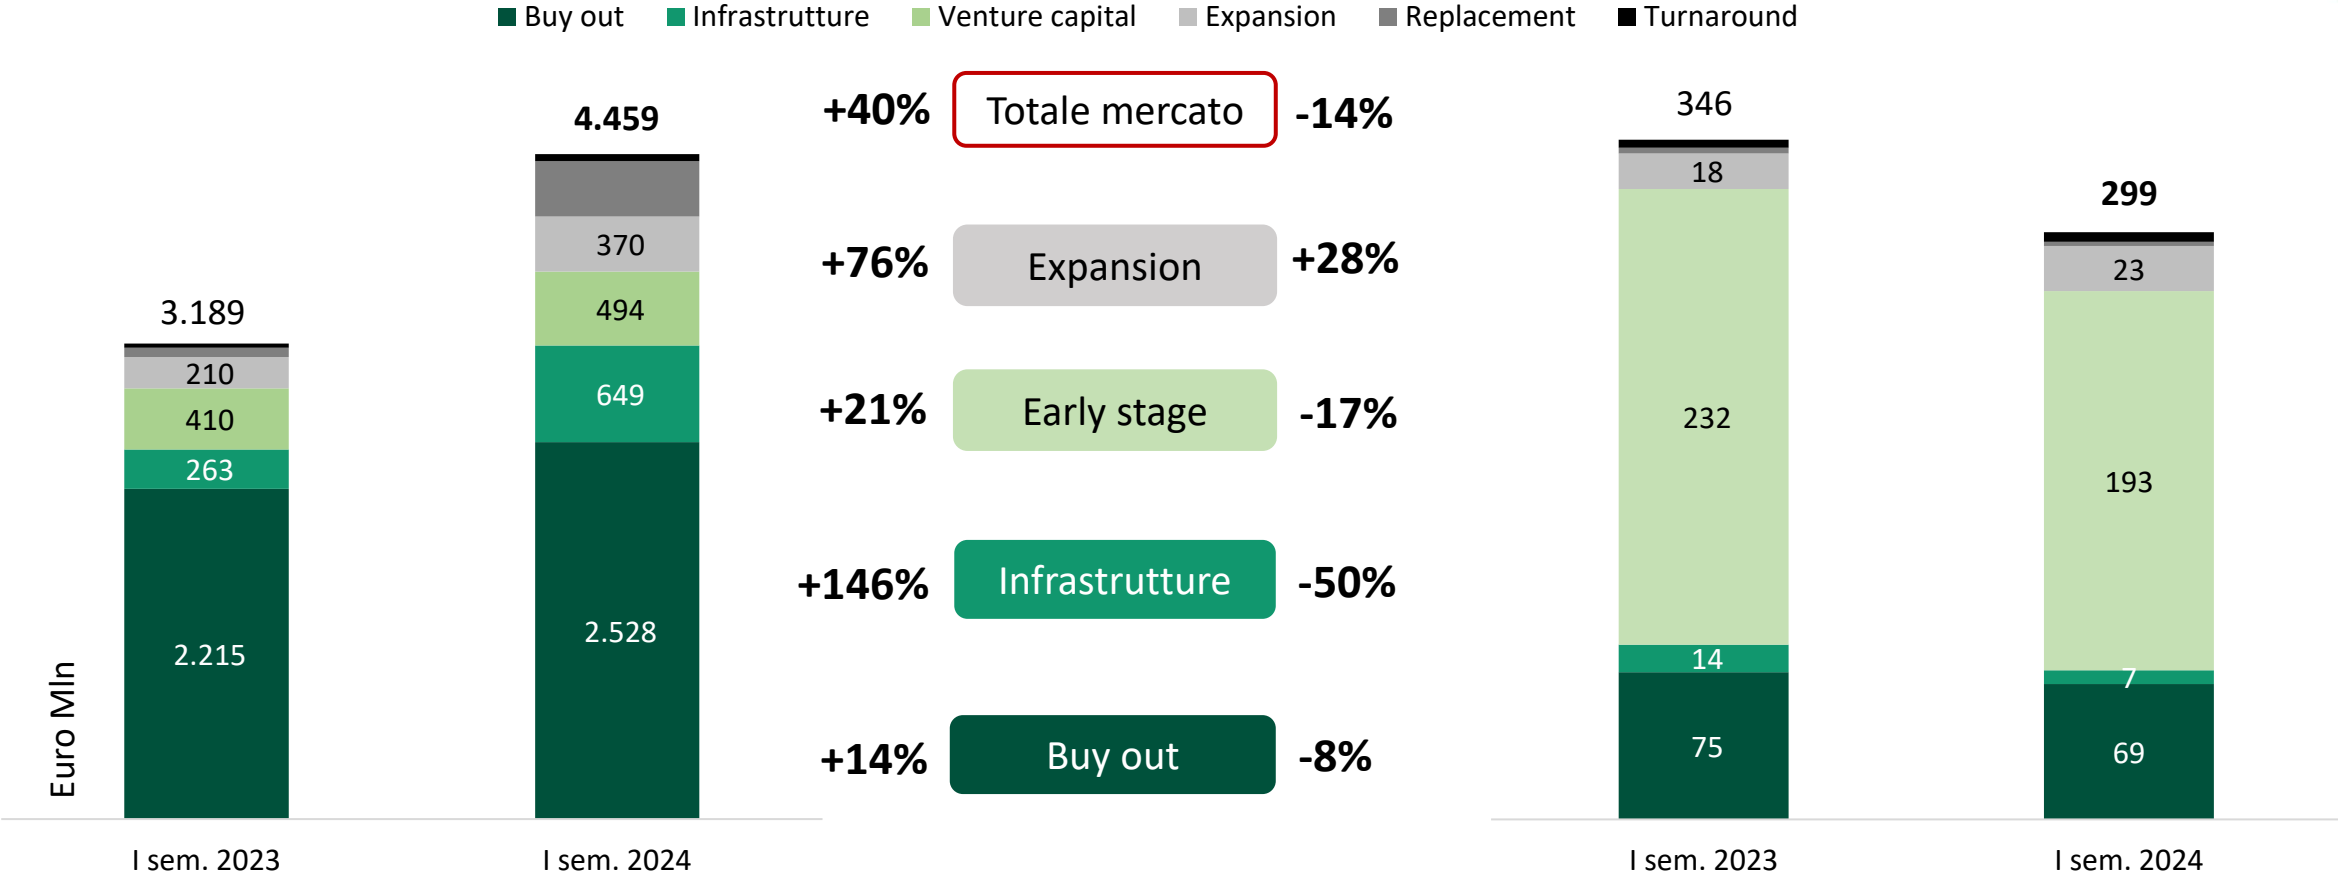 Buy out
Infrastrutture
Venture capital
Expansion
Replacement
Turnaround
Euro Mln
3.189
210
410
263
2.215
I sem. 2023
4.459
370
494
649
2.528
I sem. 2024
+40% Totale mercato -14%
+76% Expansion +28%
+21% Early stage -17%
+146% Infrastrutture -50%
+14% Buy out -8%
346
18
232
14
75
I sem. 2023
299
23
193
7
69
I sem. 2024